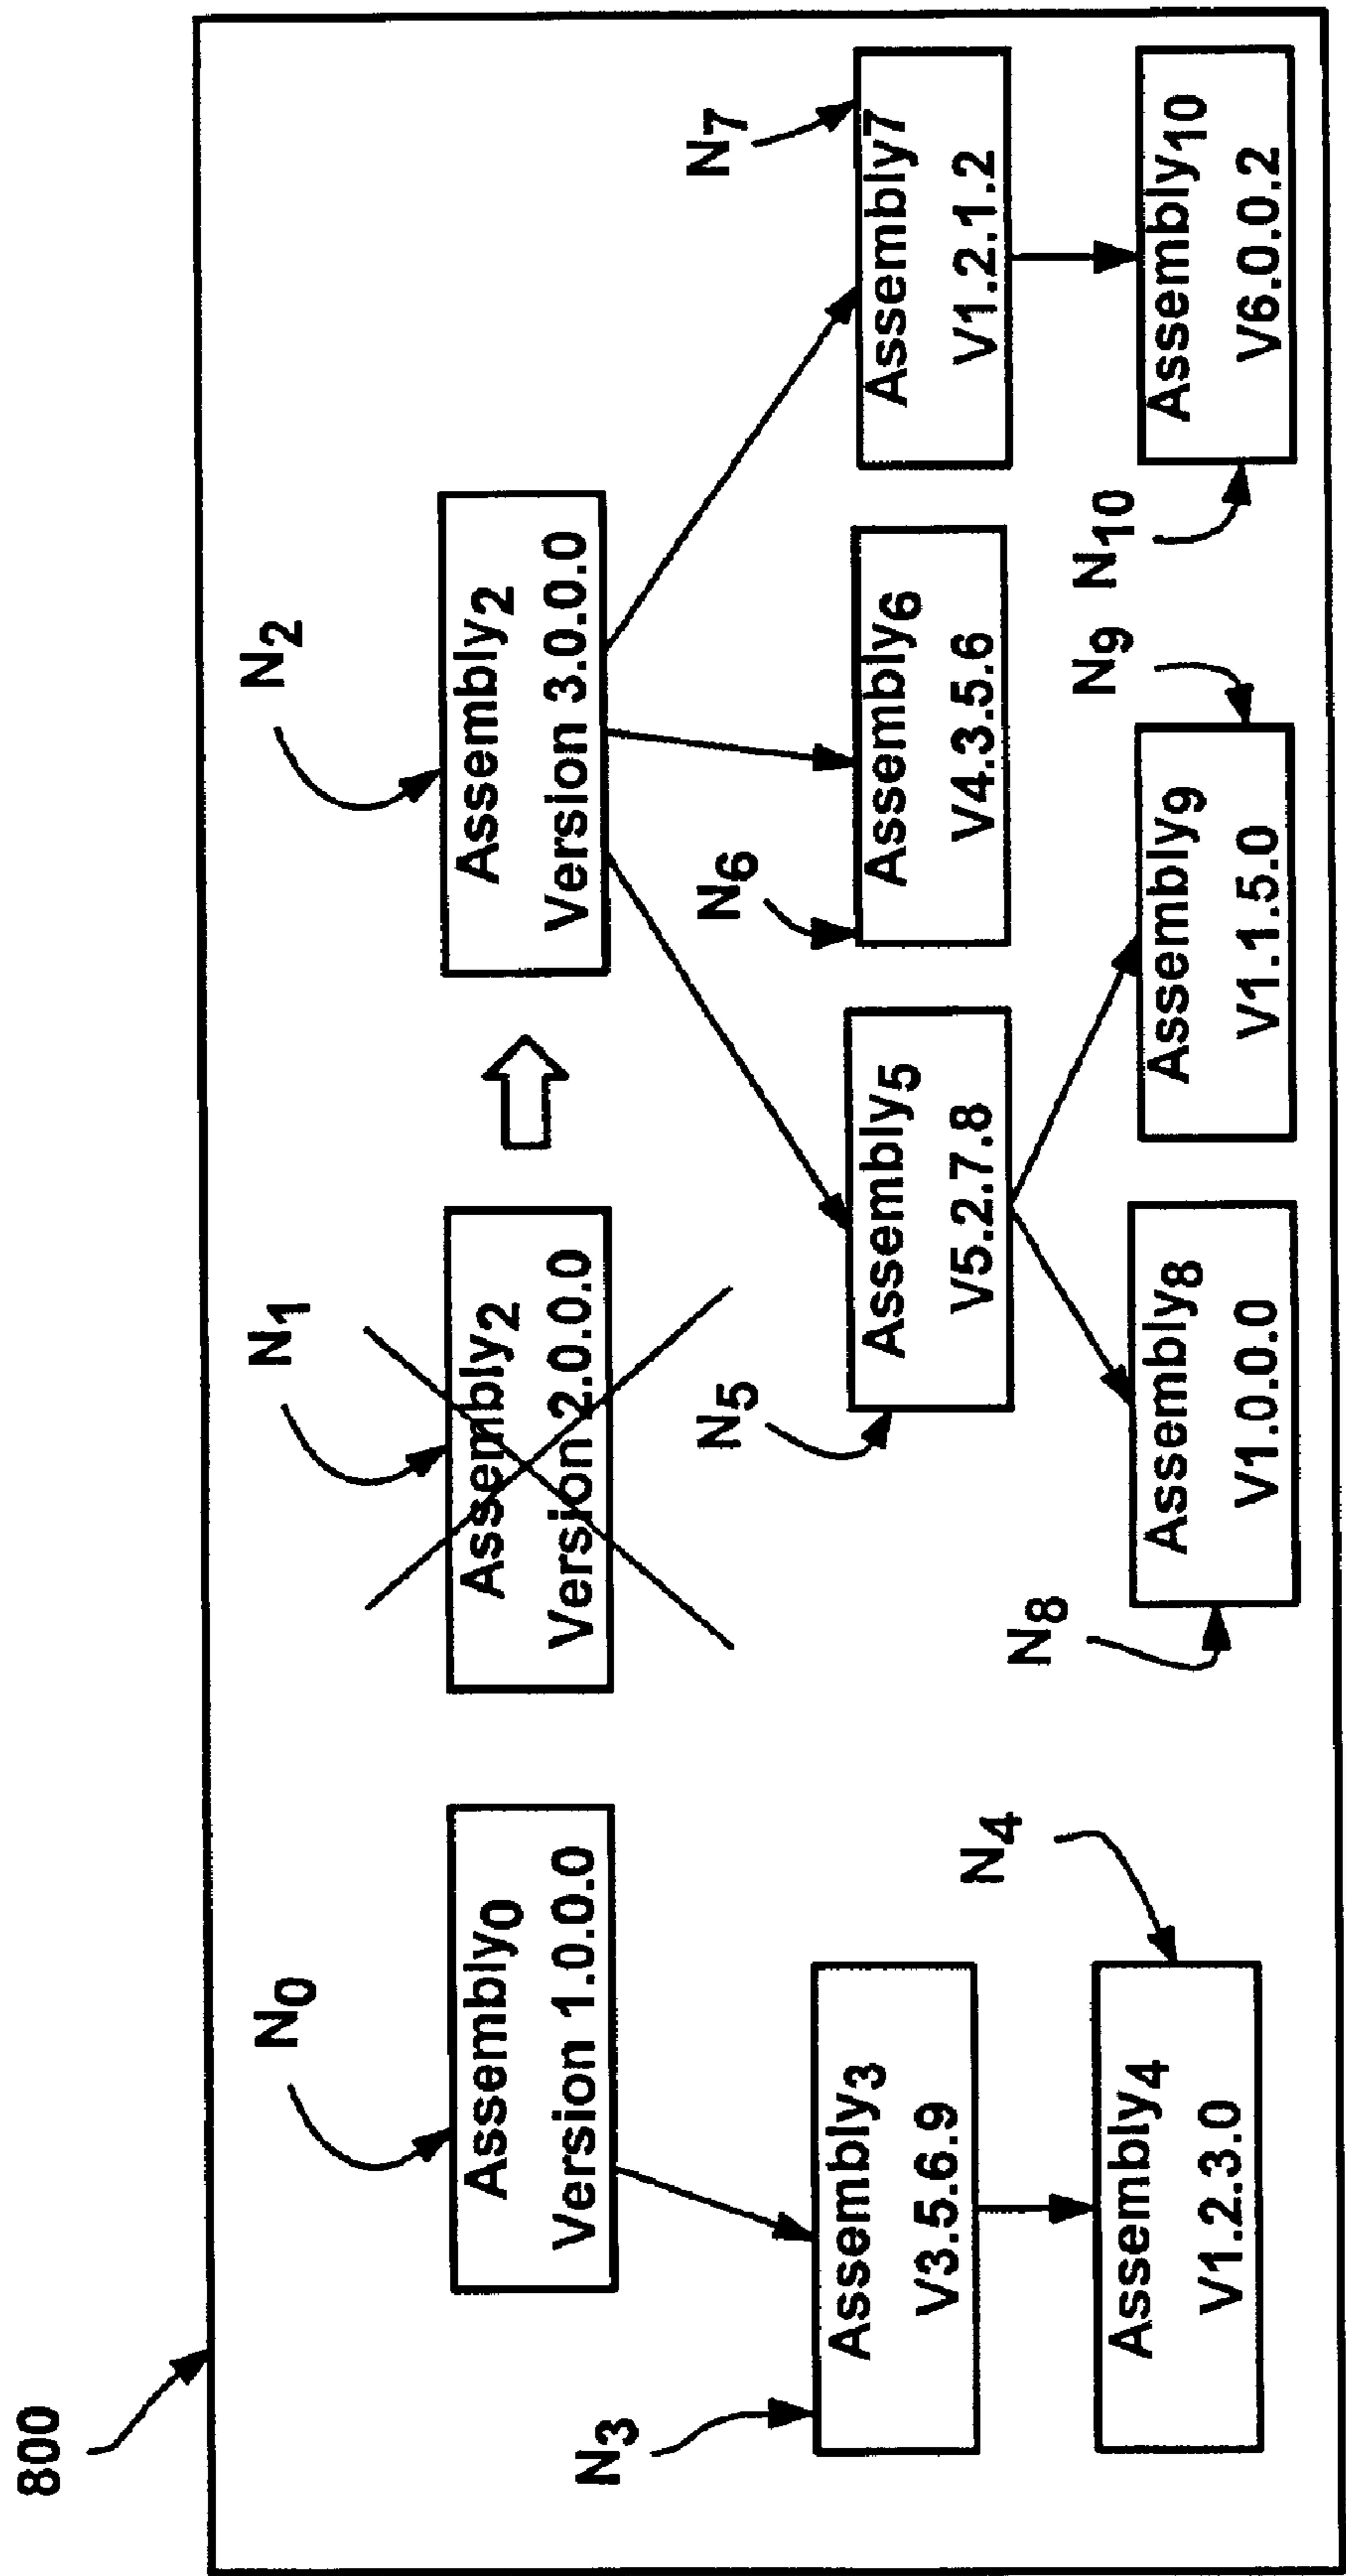 800
N0
N1
N2
Assembly0
Version 1.0.0.0
Assembly2
Version 2.0.0.0
Assembly2
Version 3.0.0.0
N3
N5
N6
N7
Assembly3
V3.5.6.9
Assembly5
V5.2.7.8
Assembly6
V4.3.5.6
Assembly7
V1.2.1.2
N4
N8
N9
N10
Assembly4
V1.2.3.0
Assembly8
V1.0.0.0
Assembly9
V1.1.5.0
Assembly10
V6.0.0.2